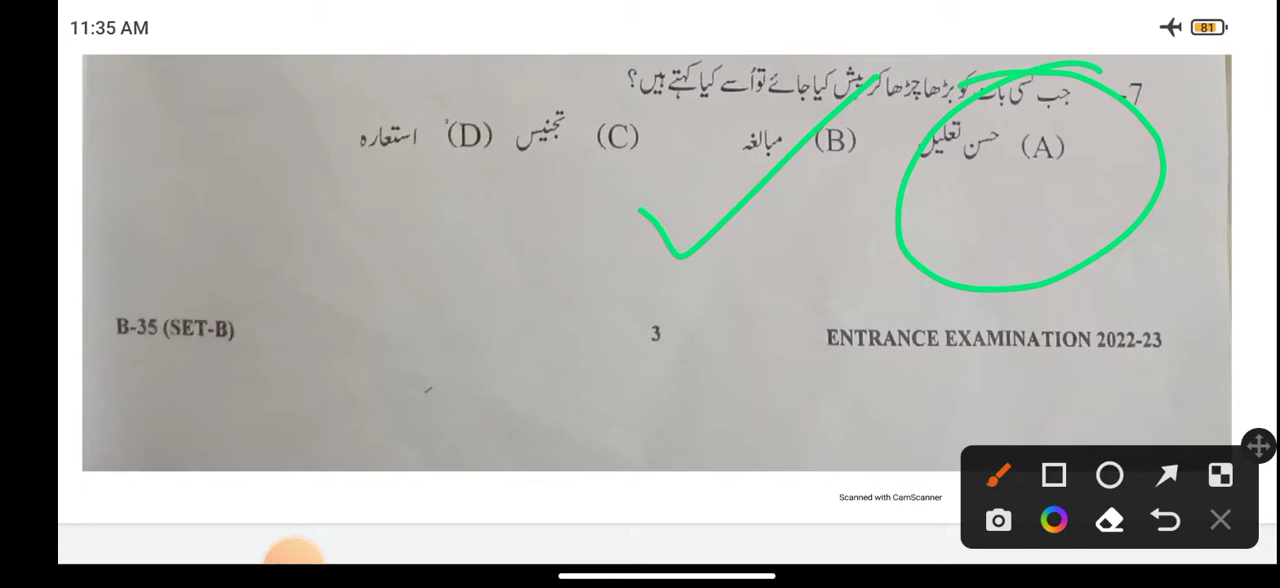 11:35 AM
81
7- جب کسی بات کو بڑھا چڑھا کر پیش کیا جائے تو اُسے کیا کہتے ہیں؟
(A) حسن تعلیل (B) مبالغہ (C) تجنیس (D) استعارہ
B-35 (SET-B) 3 ENTRANCE EXAMINATION 2022-23
Scanned with CamScanner